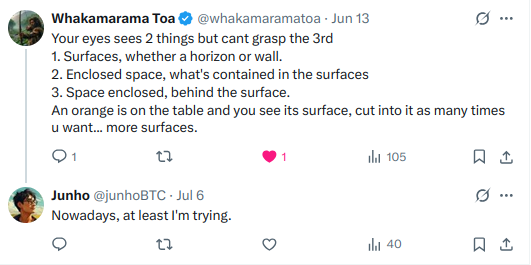 Whakamarama Toa @whakamaramatoa · Jun 13
Your eyes sees 2 things but cant grasp the 3rd
1. Surfaces, whether a horizon or wall.
2. Enclosed space, what's contained in the surfaces
3. Space enclosed, behind the surface.
An orange is on the table and you see its surface, cut into it as many times
u want... more surfaces.
1 1 105
Junho @junhoBTC · Jul 6
Nowadays, at least I'm trying.
40